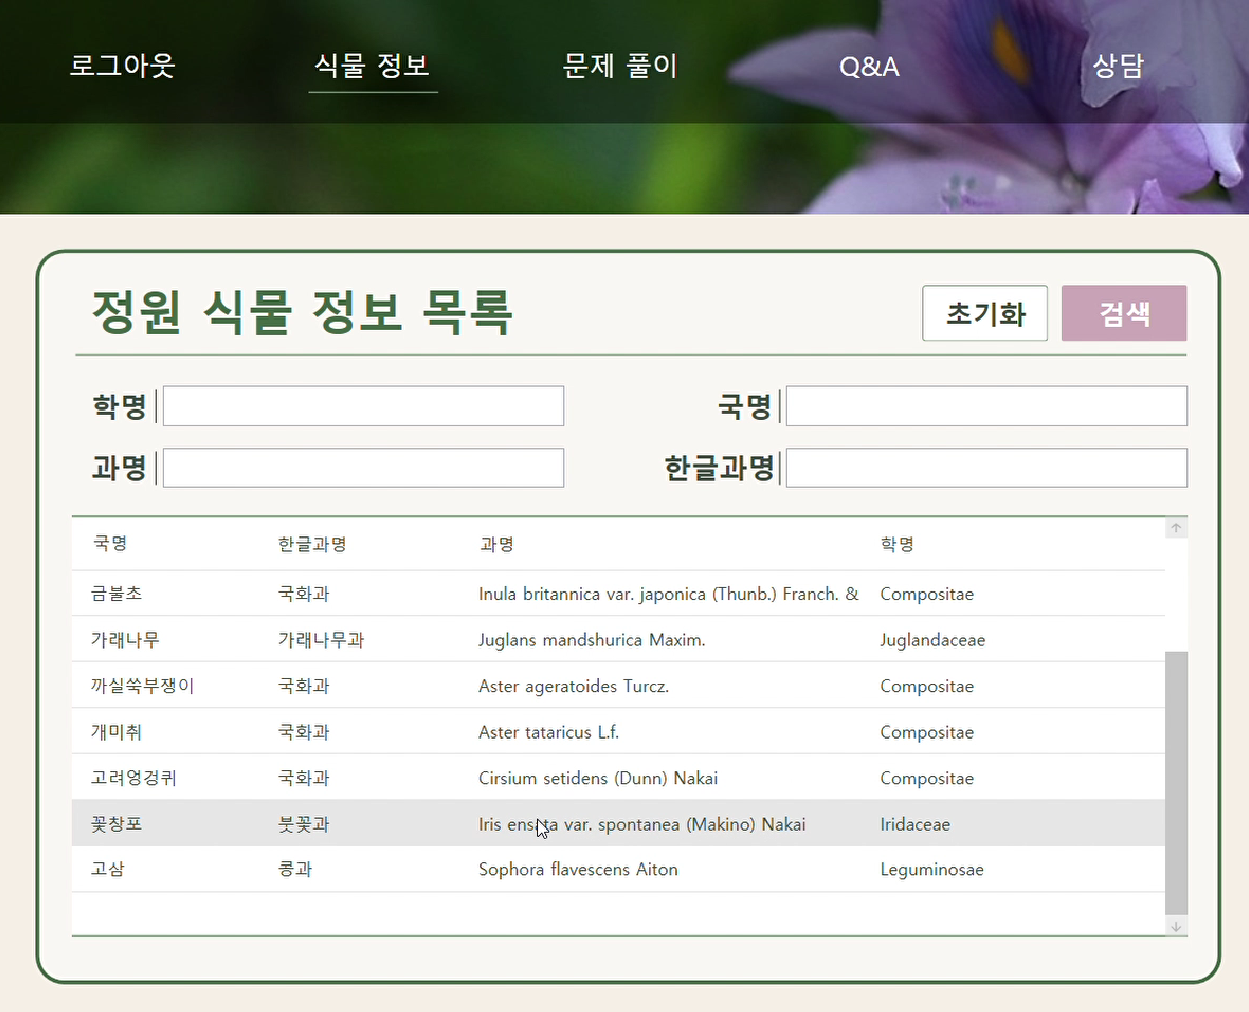 로그아웃 식물 정보 문제 풀이 Q&A 상담
정원 식물 정보 목록 초기화 검색
학명 국명
과명 한글과명
국명 한글과명 과명 학명
금불초 국화과 Inula britannica var. japonica (Thunb.) Franch. & Compositae
가래나무 가래나무과 Juglans mandshurica Maxim. Juglandaceae
까실쑥부쟁이 국화과 Aster ageratoides Turcz. Compositae
개미취 국화과 Aster tataricus L.f. Compositae
고려엉겅퀴 국화과 Cirsium setidens (Dunn) Nakai Compositae
꽃창포 붓꽃과 Iris ensata var. spontanea (Makino) Nakai Iridaceae
고삼 콩과 Sophora flavescens Aiton Leguminosae